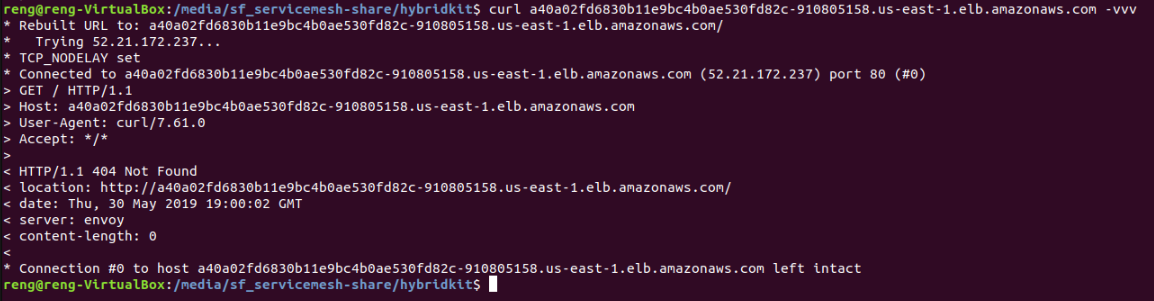 reng@reng-VirtualBox:/media/sf_servicemesh-share/hybridkit$ curl a40a02fd6830b11e9bc4b0ae530fd82c-910805158.us-east-1.elb.amazonaws.com -vvv
* Rebuilt URL to: a40a02fd6830b11e9bc4b0ae530fd82c-910805158.us-east-1.elb.amazonaws.com/
*   Trying 52.21.172.237...
* TCP_NODELAY set
* Connected to a40a02fd6830b11e9bc4b0ae530fd82c-910805158.us-east-1.elb.amazonaws.com (52.21.172.237) port 80 (#0)
> GET / HTTP/1.1
> Host: a40a02fd6830b11e9bc4b0ae530fd82c-910805158.us-east-1.elb.amazonaws.com
> User-Agent: curl/7.61.0
> Accept: */*
>
< HTTP/1.1 404 Not Found
< location: http://a40a02fd6830b11e9bc4b0ae530fd82c-910805158.us-east-1.elb.amazonaws.com/
< date: Thu, 30 May 2019 19:00:02 GMT
< server: envoy
< content-length: 0
<
* Connection #0 to host a40a02fd6830b11e9bc4b0ae530fd82c-910805158.us-east-1.elb.amazonaws.com left intact
reng@reng-VirtualBox:/media/sf_servicemesh-share/hybridkit$